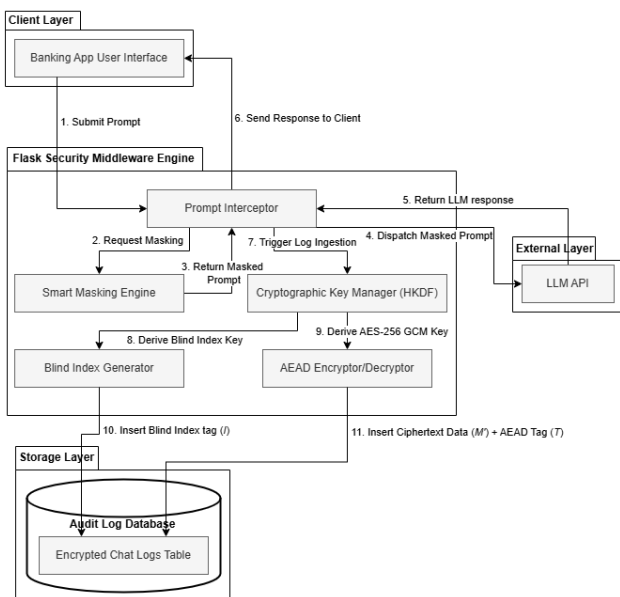 Client Layer
Banking App User Interface
1. Submit Prompt
6. Send Response to Client
Flask Security Middleware Engine
5. Return LLM response
Prompt Interceptor
4. Dispatch Masked Prompt
2. Request Masking
7. Trigger Log Ingestion
External Layer
3. Return Masked
Prompt
LLM API
Smart Masking Engine
Cryptographic Key Manager (HKDF)
9. Derive AES-256 GCM Key
8. Derive Blind Index Key
Blind Index Generator
AEAD Encryptor/Decryptor
10. Insert Blind Index tag (I)
11. Insert Ciphertext Data (M') + AEAD Tag (T)
Storage Layer
Audit Log Database
Encrypted Chat Logs Table